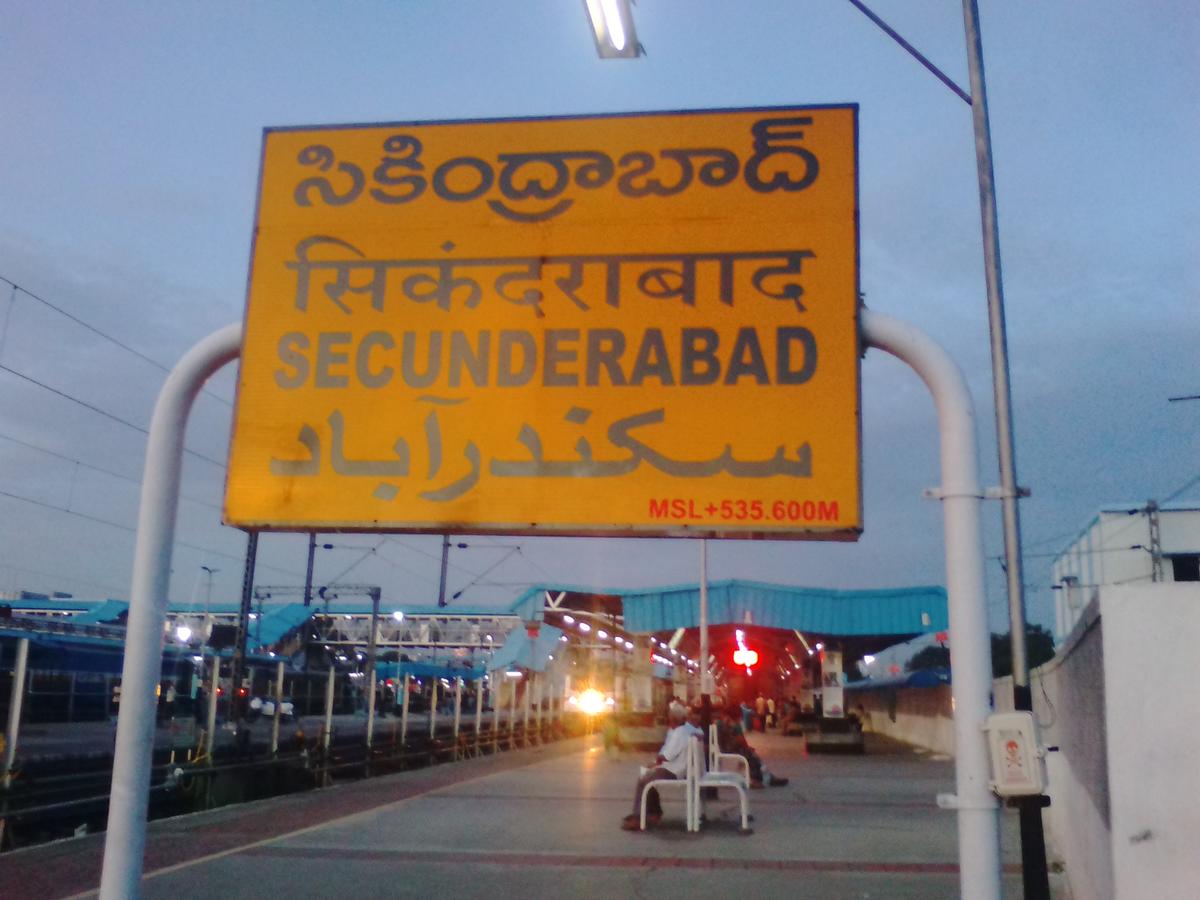 సికింద్రాబాద్
सिकंदराबाद
SECUNDERABAD
سکندرآباد
MSL+535.600M